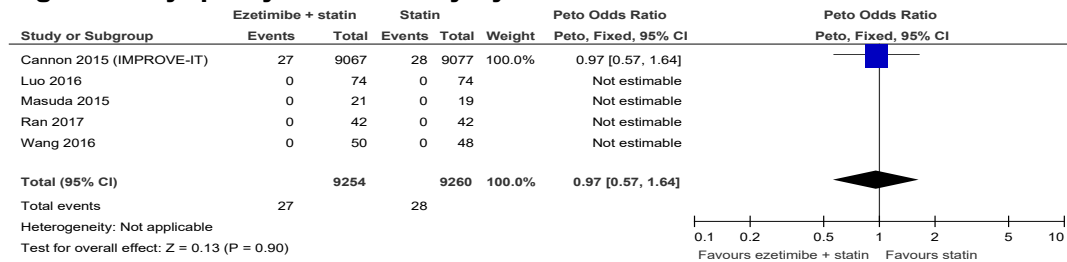 Ezetimibe + statin Statin Peto Odds Ratio Peto Odds Ratio
Study or Subgroup Events Total Events Total Weight Peto, Fixed, 95% CI Peto, Fixed, 95% CI
Cannon 2015 (IMPROVE-IT) 27 9067 28 9077 100.0% 0.97 [0.57, 1.64]
Luo 2016 0 74 0 74 Not estimable
Masuda 2015 0 21 0 19 Not estimable
Ran 2017 0 42 0 42 Not estimable
Wang 2016 0 50 0 48 Not estimable
Total (95% CI) 9254 9260 100.0% 0.97 [0.57, 1.64]
Total events 27 28
Heterogeneity: Not applicable
Test for overall effect: Z = 0.13 (P = 0.90)
0.1 0.2 0.5 1 2 5 10
Favours ezetimibe + statin Favours statin